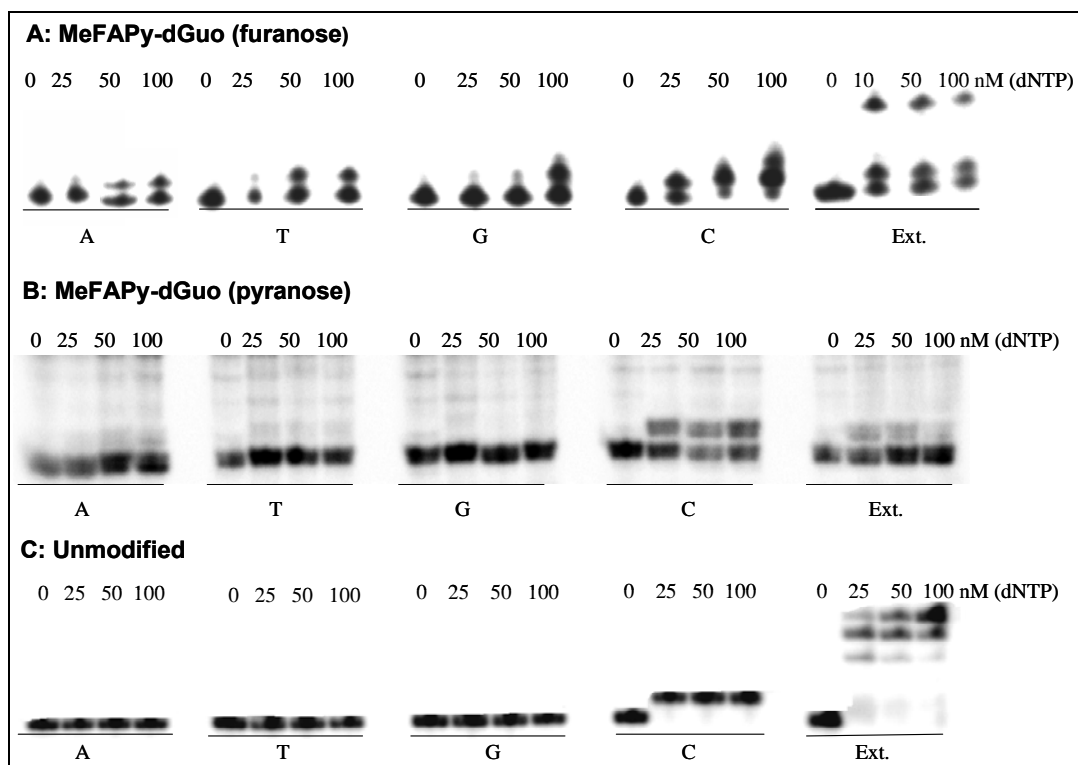 A: MeFAPy-dGuo (furanose)
0 25 50 100 0 25 50 100 0 25 50 100 0 25 50 100 0 10 50 100 nM (dNTP)
A T G C Ext.
B: MeFAPy-dGuo (pyranose)
0 25 50 100 0 25 50 100 0 25 50 100 0 25 50 100 0 25 50 100 nM (dNTP)
A T G C Ext.
C: Unmodified
0 25 50 100 0 25 50 100 0 25 50 100 0 25 50 100 0 25 50 100 nM (dNTP)
A T G C Ext.